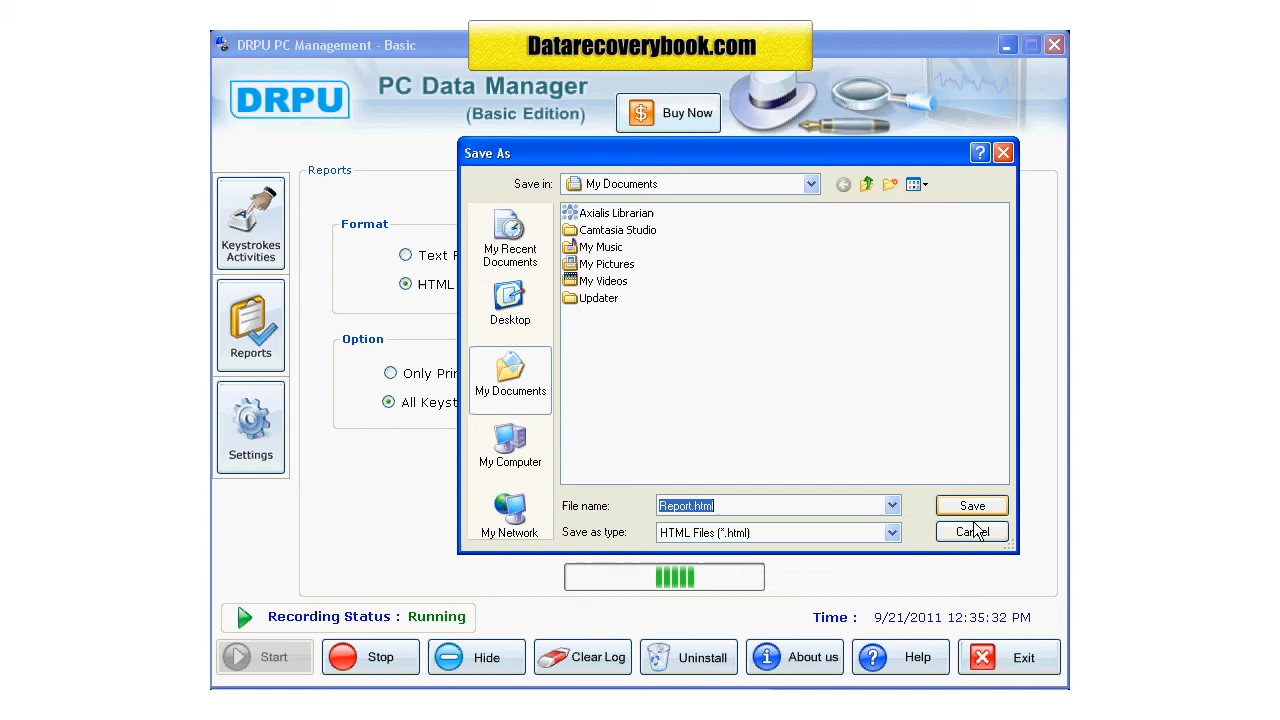 DRPU PC Management - Basic
Datarecoverybook.com
DRPU
PC Data Manager
(Basic Edition)
Buy Now
Save As
Save in:
My Documents
Reports
Keystrokes
Activities
Reports
Settings
Format
Text F
HTML
Option
Only Prin
All Keyst
My Recent
Documents
Desktop
My Documents
My Computer
My Network
Axialis Librarian
Camtasia Studio
My Music
My Pictures
My Videos
Updater
File name:
Report.html
Save
Save as type:
HTML Files (*.html)
Cancel
Recording Status : Running
Time : 9/21/2011 12:35:32 PM
Start
Stop
Hide
Clear Log
Uninstall
About us
Help
Exit